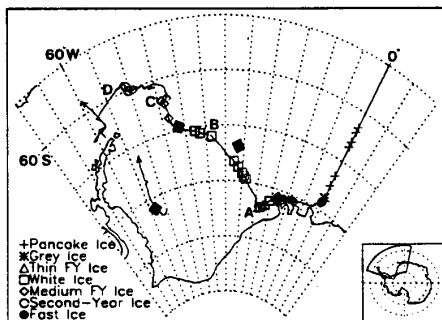 60°W
0°
D
C
B
60°S
A
+Pancake Ice
✳Grey Ice
△Thin FY Ice
□White Ice
◇Medium FY Ice
○Second-Year Ice
●Fast Ice